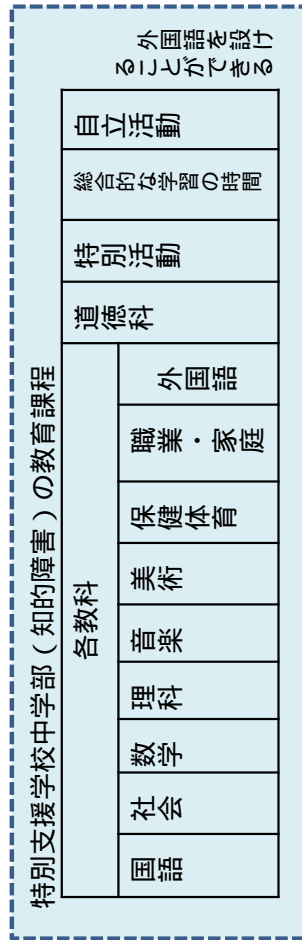 特別支援学校中学部(知的障害)の教育課程
各教科
国語
社会
数学
理科
音楽
美術
保健体育
職業・家庭
外国語
道徳科
特別活動
総合的な学習の時間
自立活動
外国語を設け
ることができる